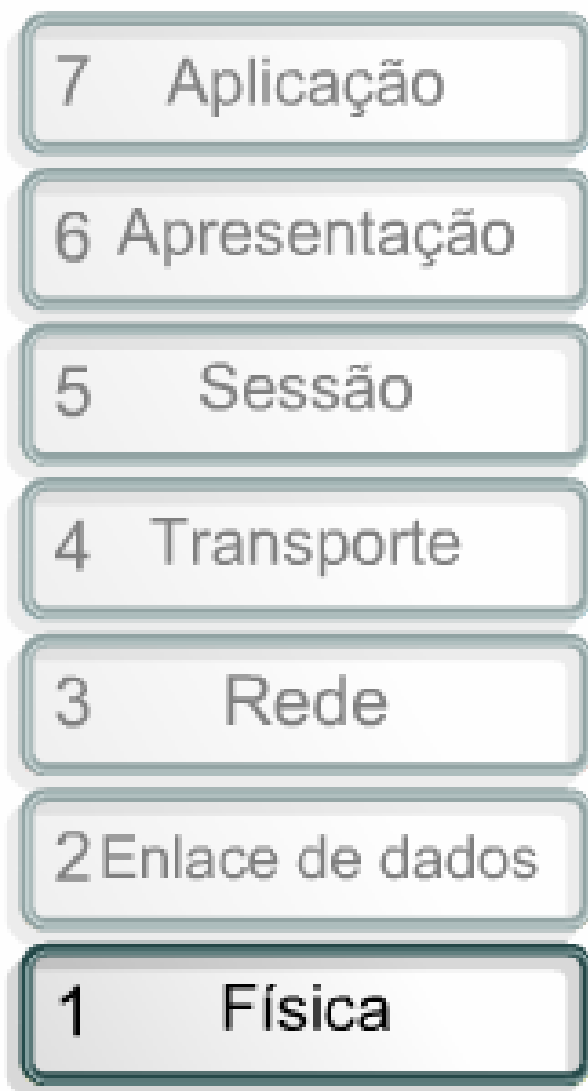 7 Aplicação
6 Apresentação
5 Sessão
4 Transporte
3 Rede
2 Enlace de dados
1 Física